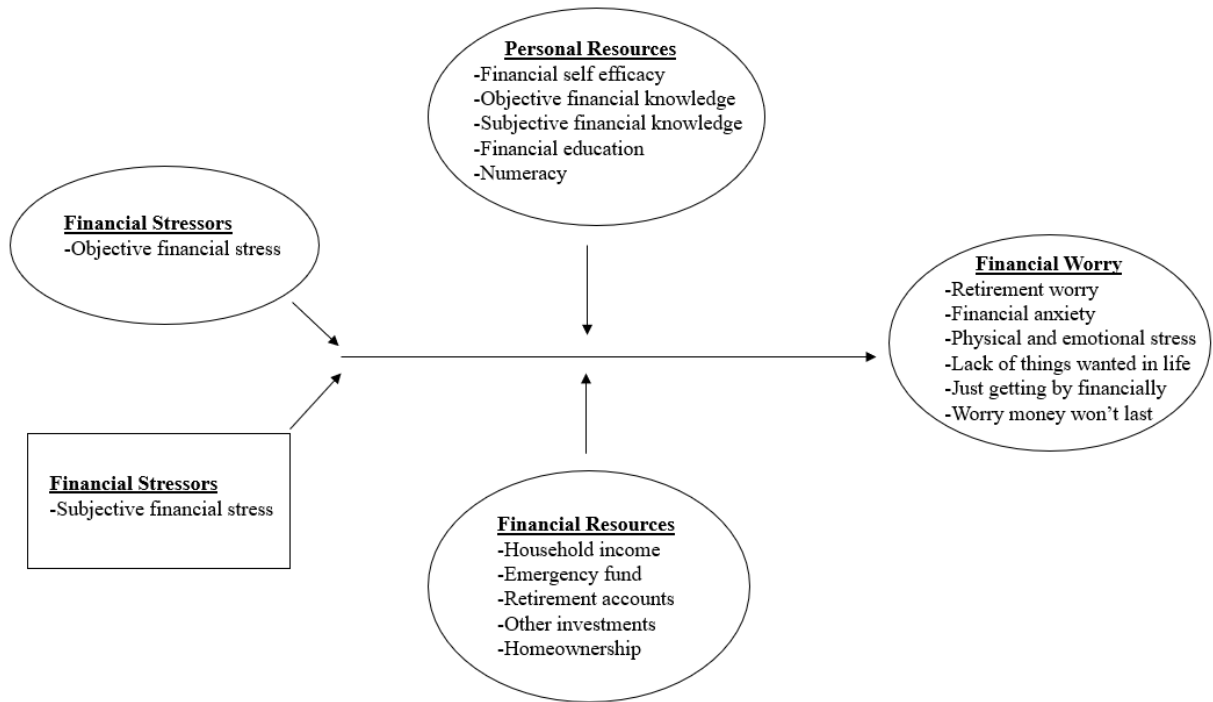 Personal Resources
-Financial self efficacy
-Objective financial knowledge
-Subjective financial knowledge
-Financial education
-Numeracy
Financial Stressors
-Objective financial stress
Financial Worry
-Retirement worry
-Financial anxiety
-Physical and emotional stress
-Lack of things wanted in life
-Just getting by financially
-Worry money won’t last
Financial Stressors
-Subjective financial stress
Financial Resources
-Household income
-Emergency fund
-Retirement accounts
-Other investments
-Homeownership